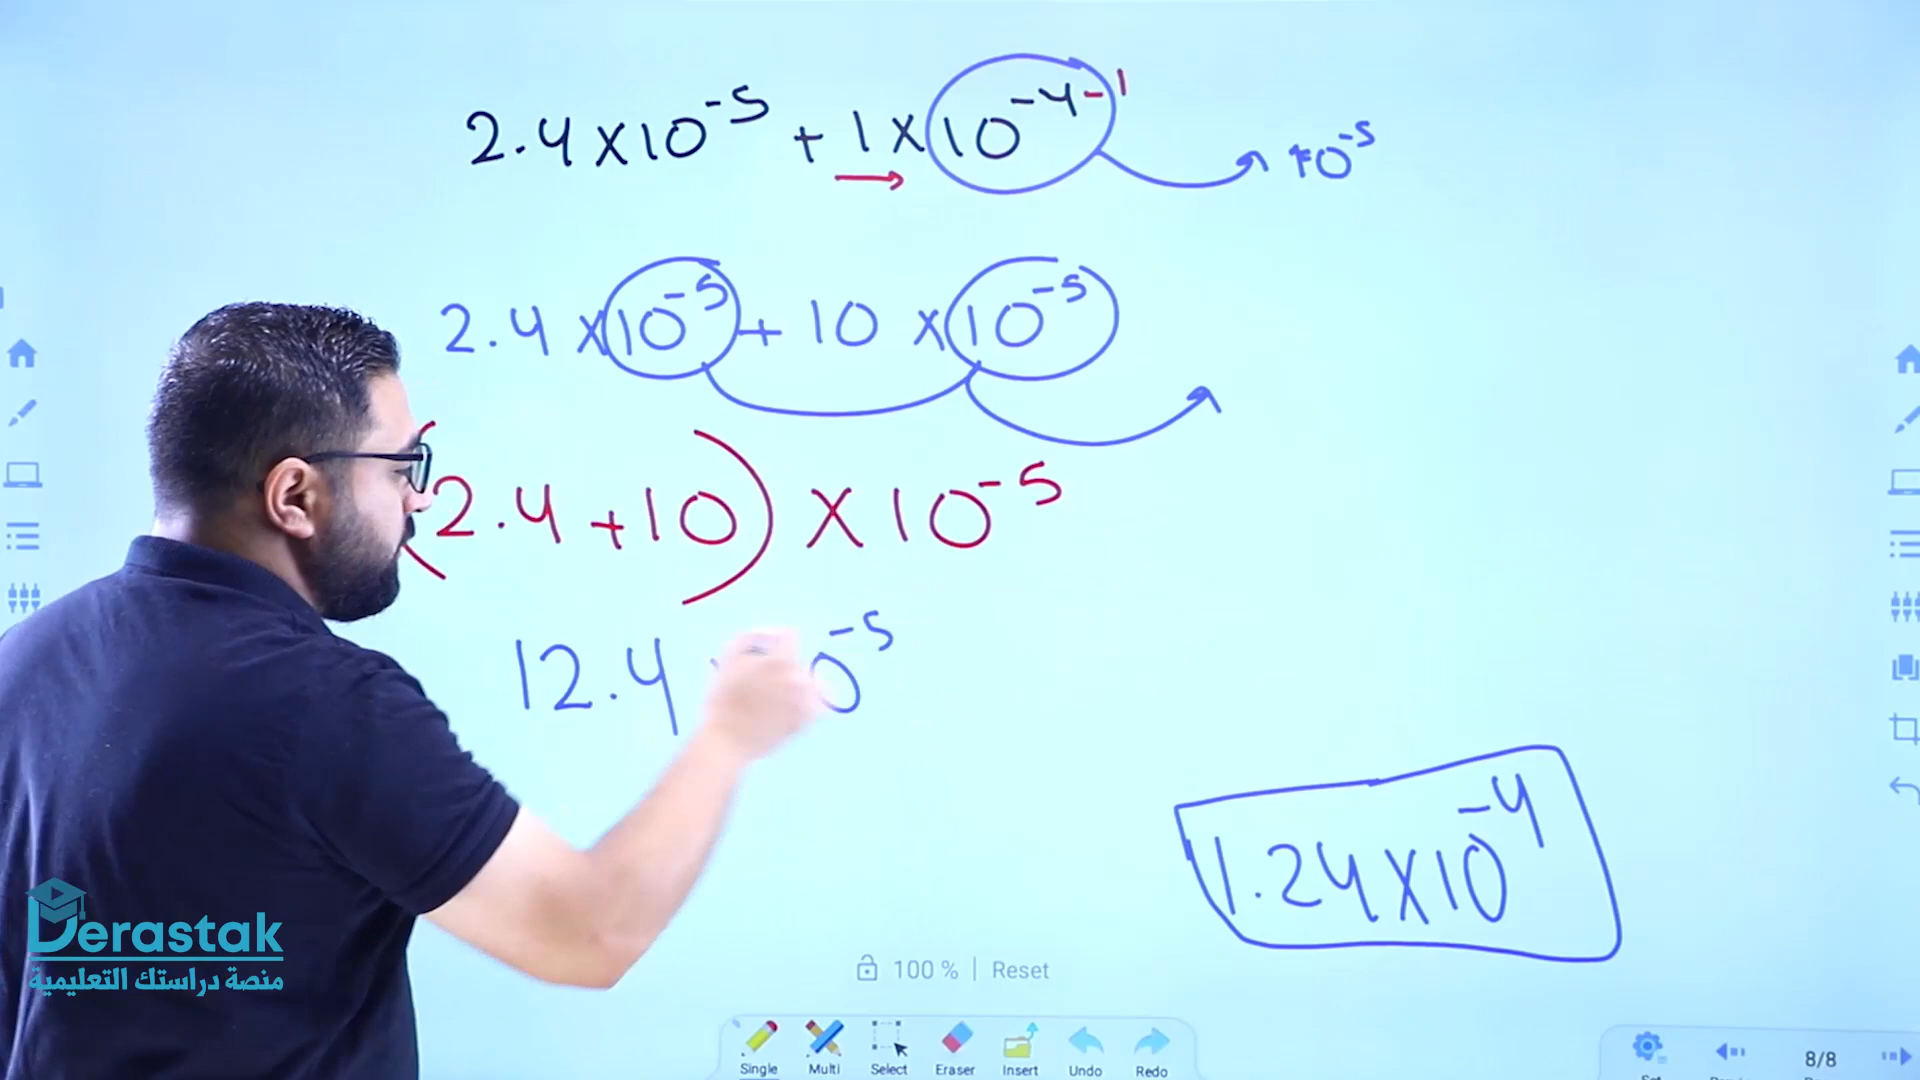 2.4 × 10⁻⁵ + 1 × 10⁻⁴⁻¹
10⁻⁵
2.4 × 10⁻⁵ + 10 × 10⁻⁵
(2.4 + 10) × 10⁻⁵
12.4 0⁻⁵
1.24 × 10⁻⁴
Derastak
منصة دراستك التعليمية
100 % | Reset
Single Multi Select Eraser Insert Undo Redo
8/8